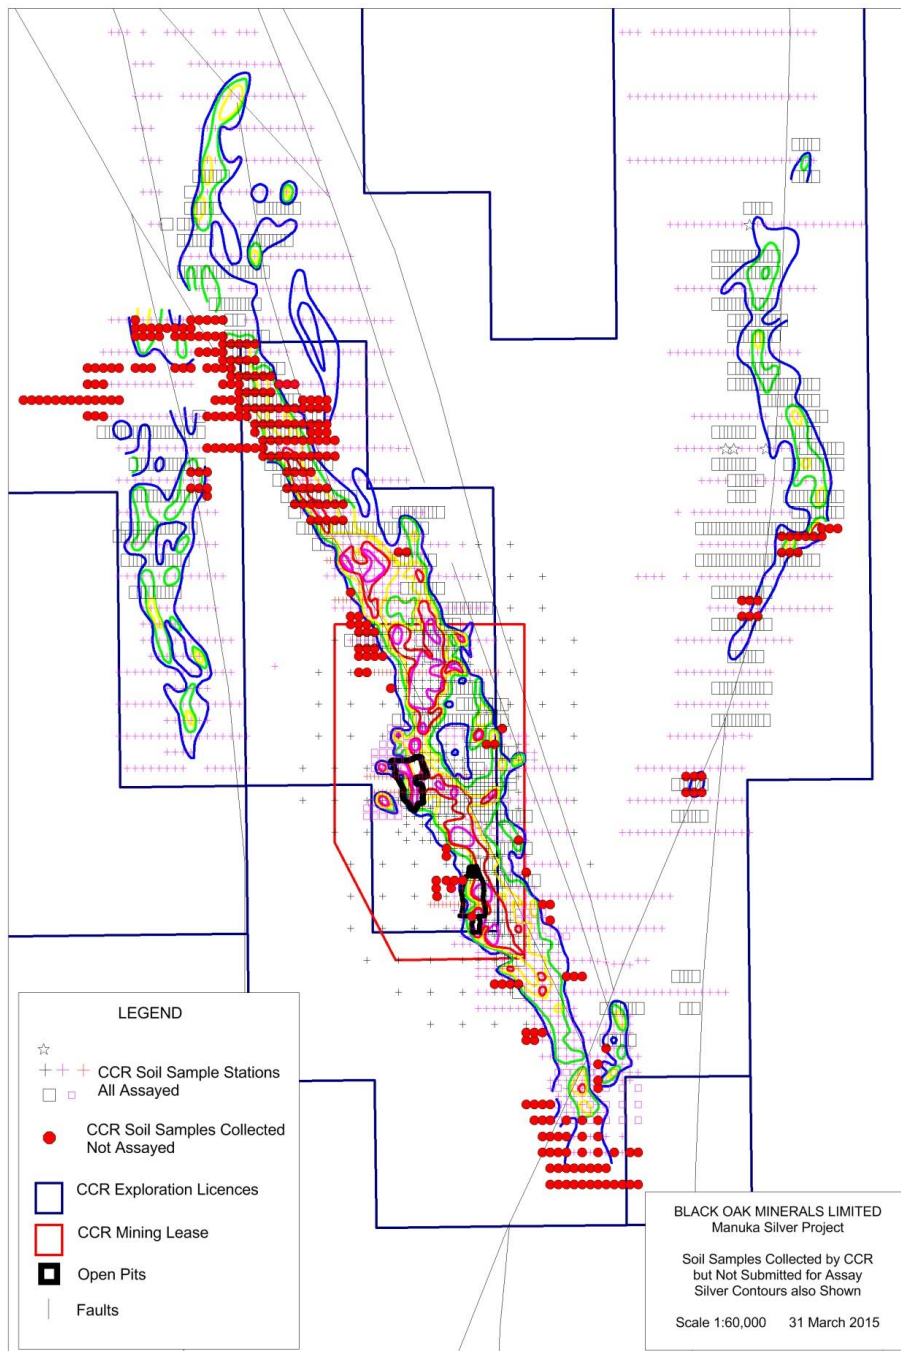 LEGEND
CCR Soil Sample Stations
All Assayed
CCR Soil Samples Collected
Not Assayed
CCR Exploration Licences
CCR Mining Lease
Open Pits
Faults
BLACK OAK MINERALS LIMITED
Manuka Silver Project
Soil Samples Collected by CCR
but Not Submitted for Assay
Silver Contours also Shown
Scale 1:60,000 31 March 2015